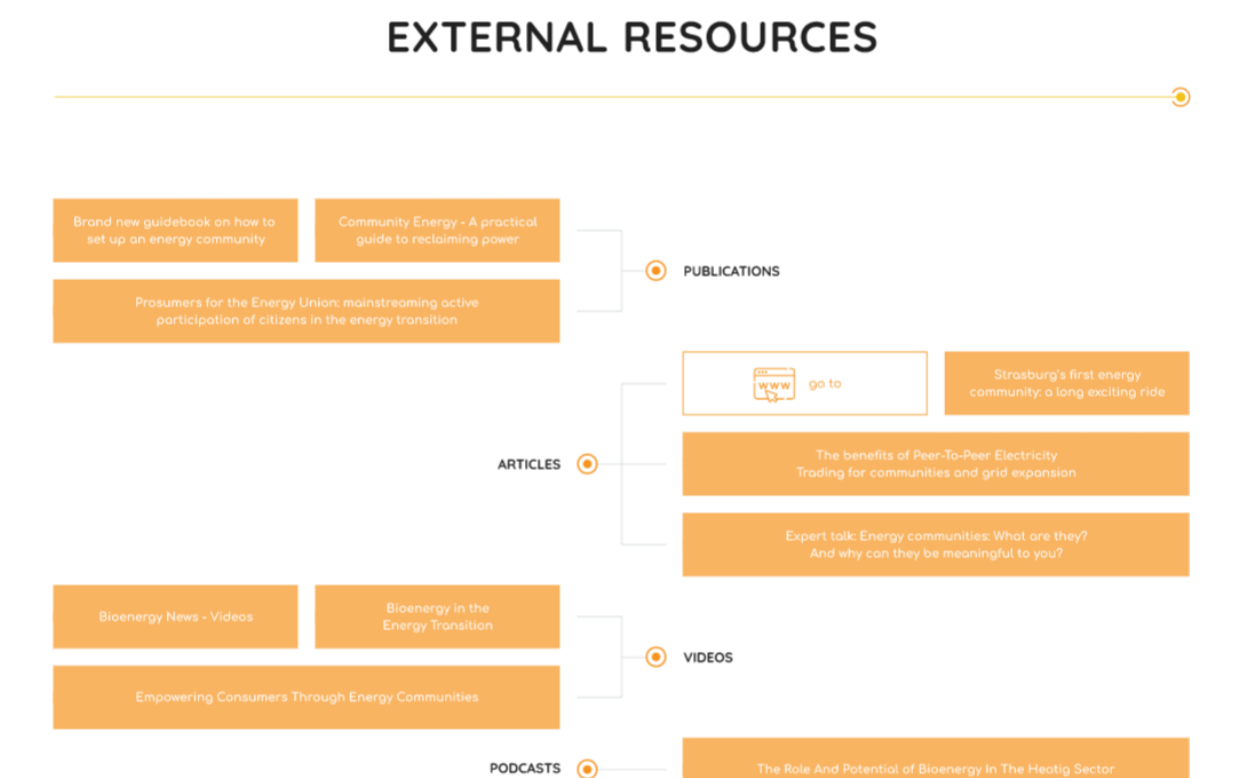 EXTERNAL RESOURCES
Brand new guidebook on how to
set up an energy community
Community Energy - A practical
guide to reclaiming power
Prosumers for the Energy Union: mainstreaming active
participation of citizens in the energy transition
PUBLICATIONS
ARTICLES
www
go to
Strasburg's first energy
community: a long exciting ride
The benefits of Peer-To-Peer Electricity
Trading for communities and grid expansion
Expert talk: Energy communities: What are they?
And why can they be meaningful to you?
Bioenergy News - Videos
Bioenergy in the
Energy Transition
Empowering Consumers Through Energy Communities
VIDEOS
PODCASTS
The Role And Potential of Bioenergy In The Heatig Sector